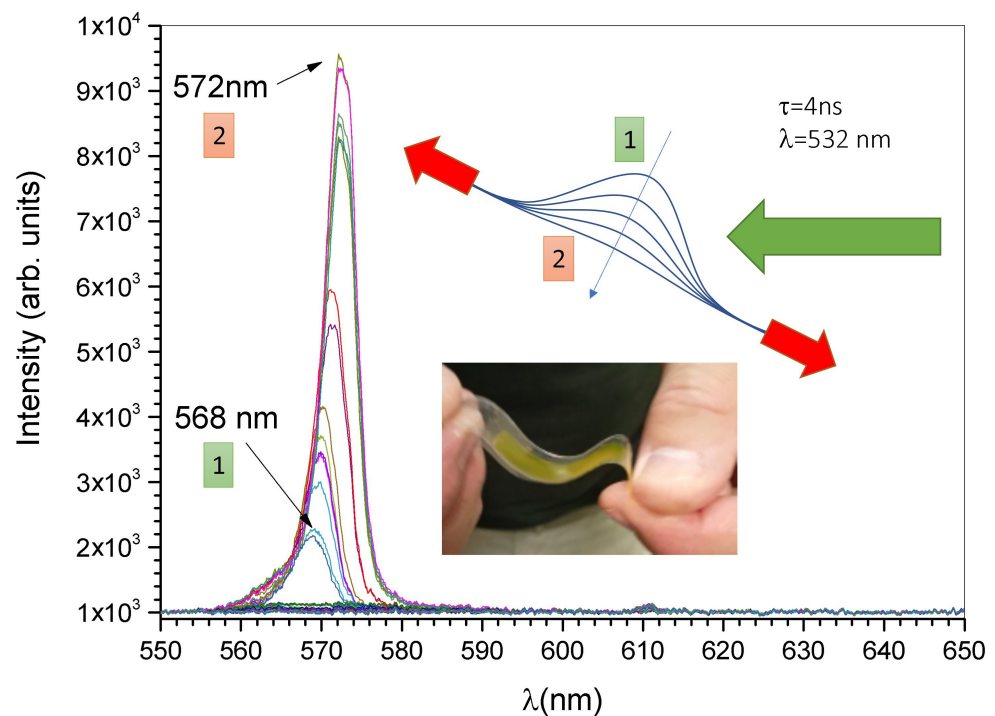 1x10⁴
9x10³
8x10³
7x10³
6x10³
5x10³
4x10³
3x10³
2x10³
1x10³
Intensity (arb. units)
572nm
2
568 nm
1
1
2
τ=4ns
λ=532 nm
550 560 570 580 590 600 610 620 630 640 650
λ(nm)